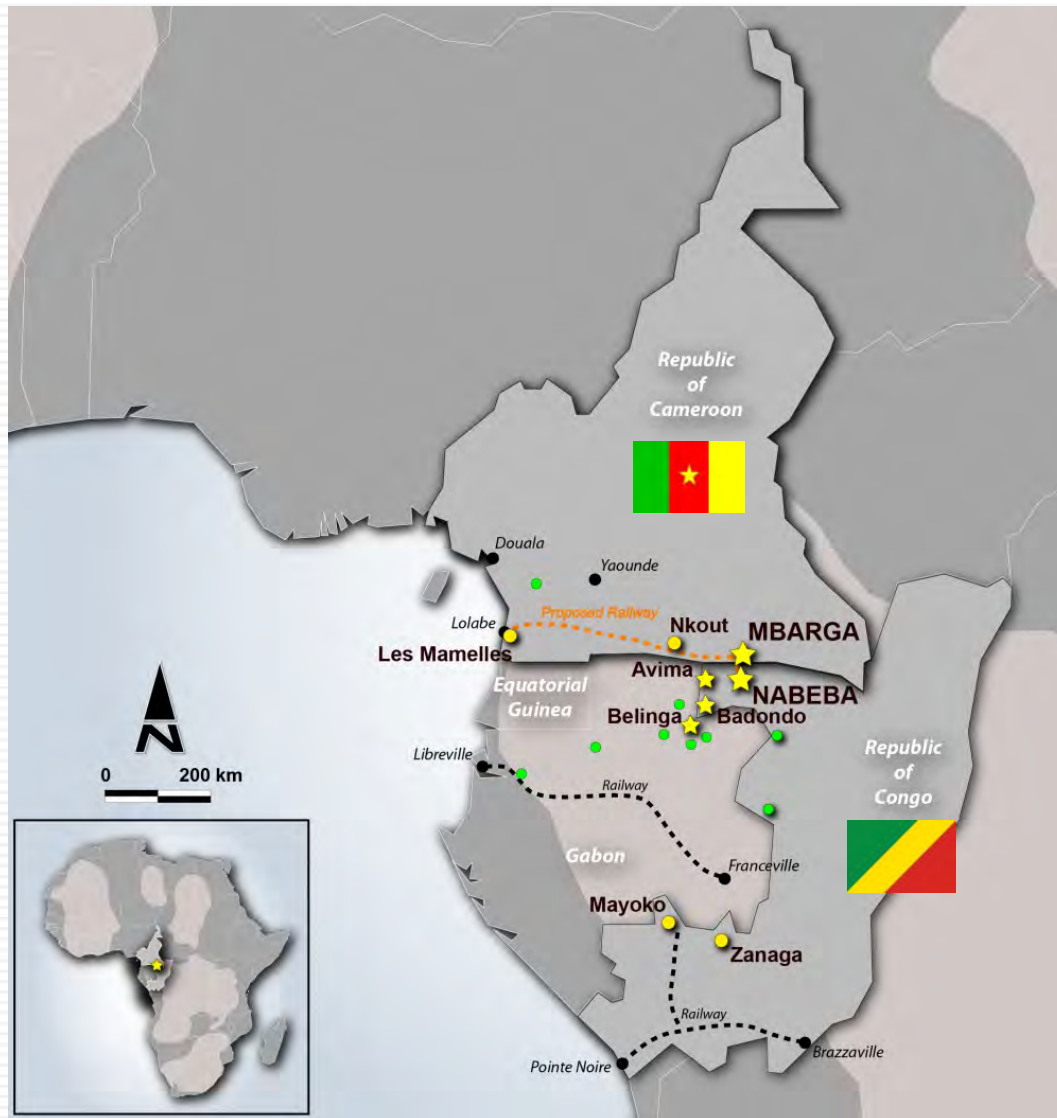 Republic
of
Cameroon
Douala
Yaounde
Proposed Railway
Lolabe
Nkout
MBARGA
Les Mamelles
Avima
Equatorial
Guinea
NABEBA
Belinga
Badondo
Libreville
Republic
of
Congo
N
0 200 km
Railway
Gabon
Franceville
Mayoko
Zanaga
Railway
Pointe Noire
Brazzaville